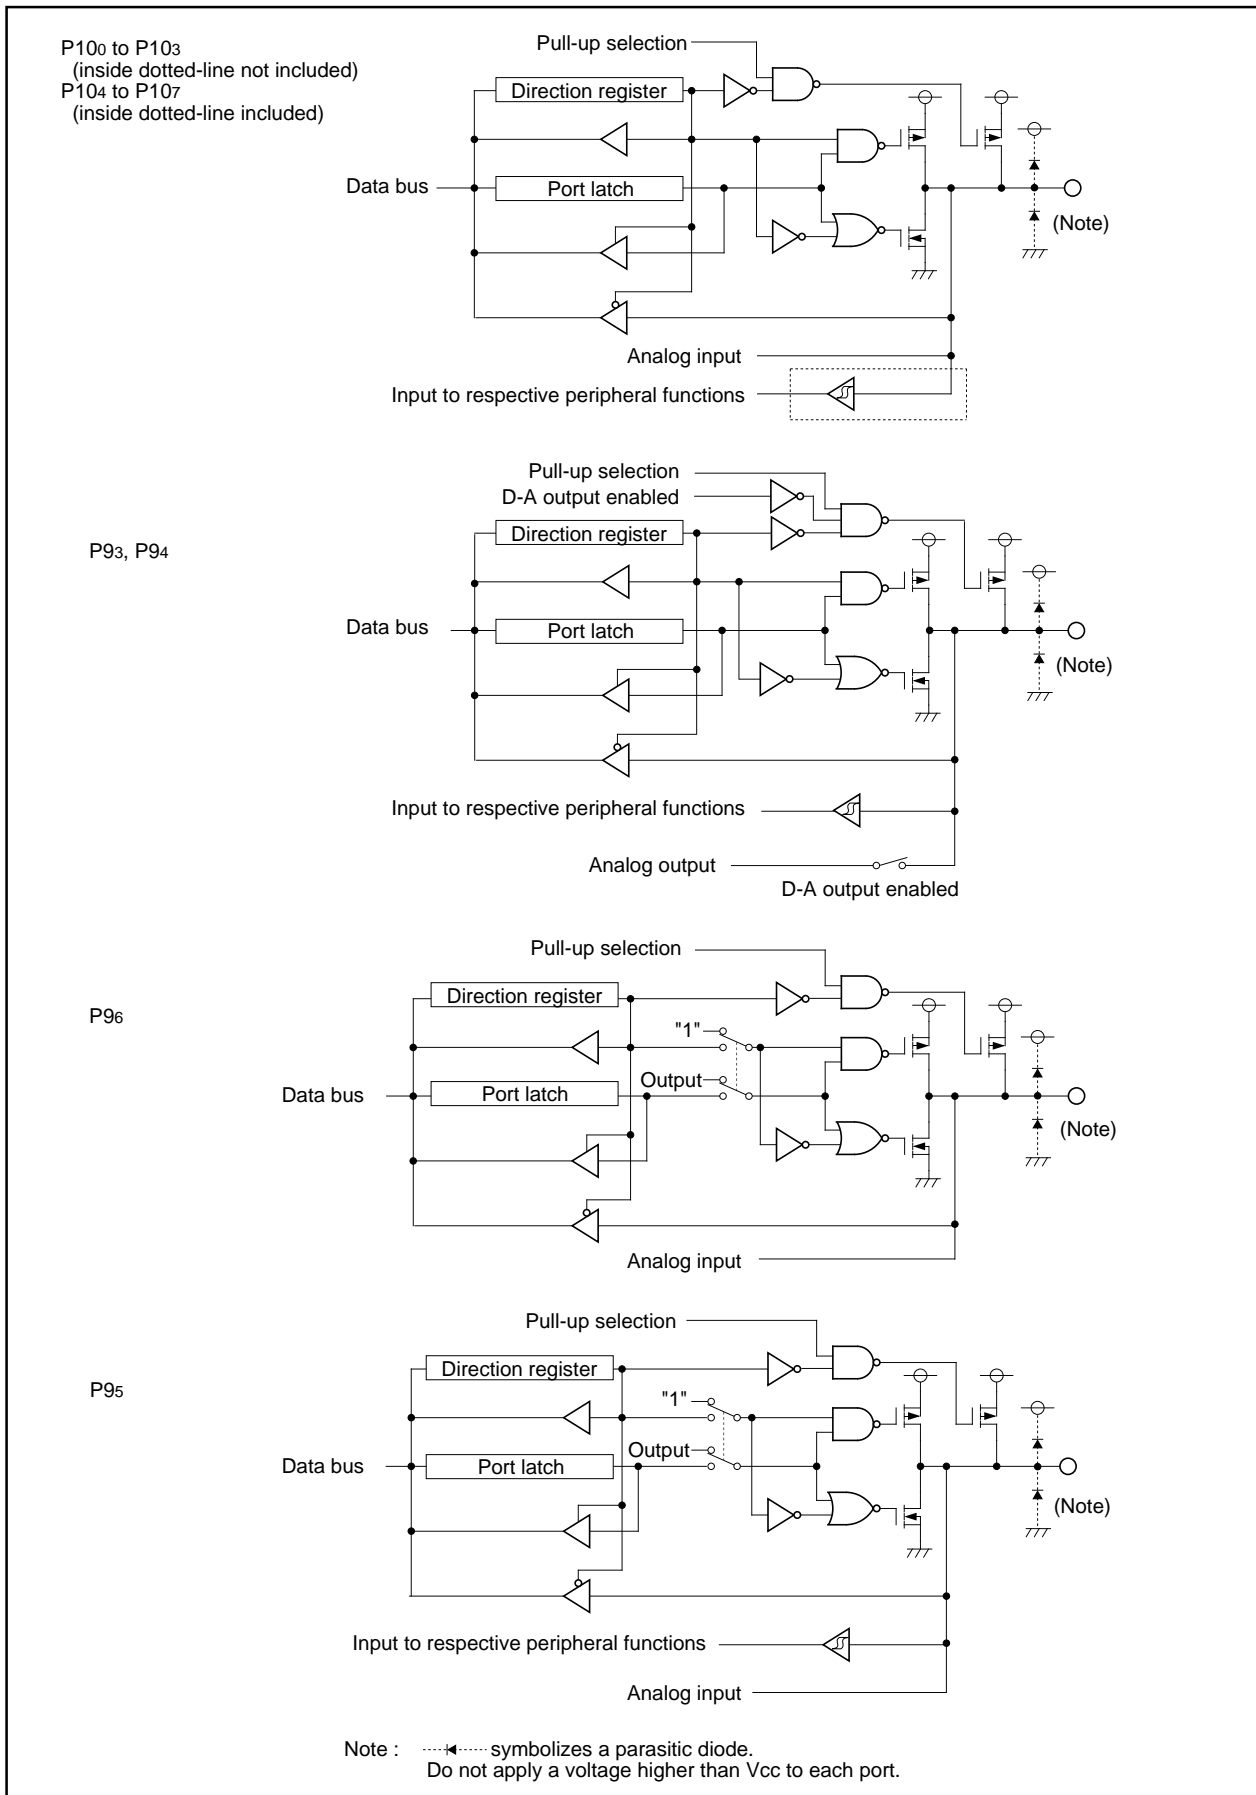 P100 to P103
(inside dotted-line not included)
P104 to P107
(inside dotted-line included)
Pull-up selection
Direction register
Data bus
Port latch
(Note)
Analog input
Input to respective peripheral functions
P93, P94
Pull-up selection
D-A output enabled
Direction register
Data bus
Port latch
(Note)
Input to respective peripheral functions
Analog output
D-A output enabled
P96
Pull-up selection
Direction register
"1"
Output
Data bus
Port latch
(Note)
Analog input
P95
Pull-up selection
Direction register
"1"
Output
Data bus
Port latch
(Note)
Input to respective peripheral functions
Analog input
Note : symbolizes a parasitic diode.
Do not apply a voltage higher than Vcc to each port.